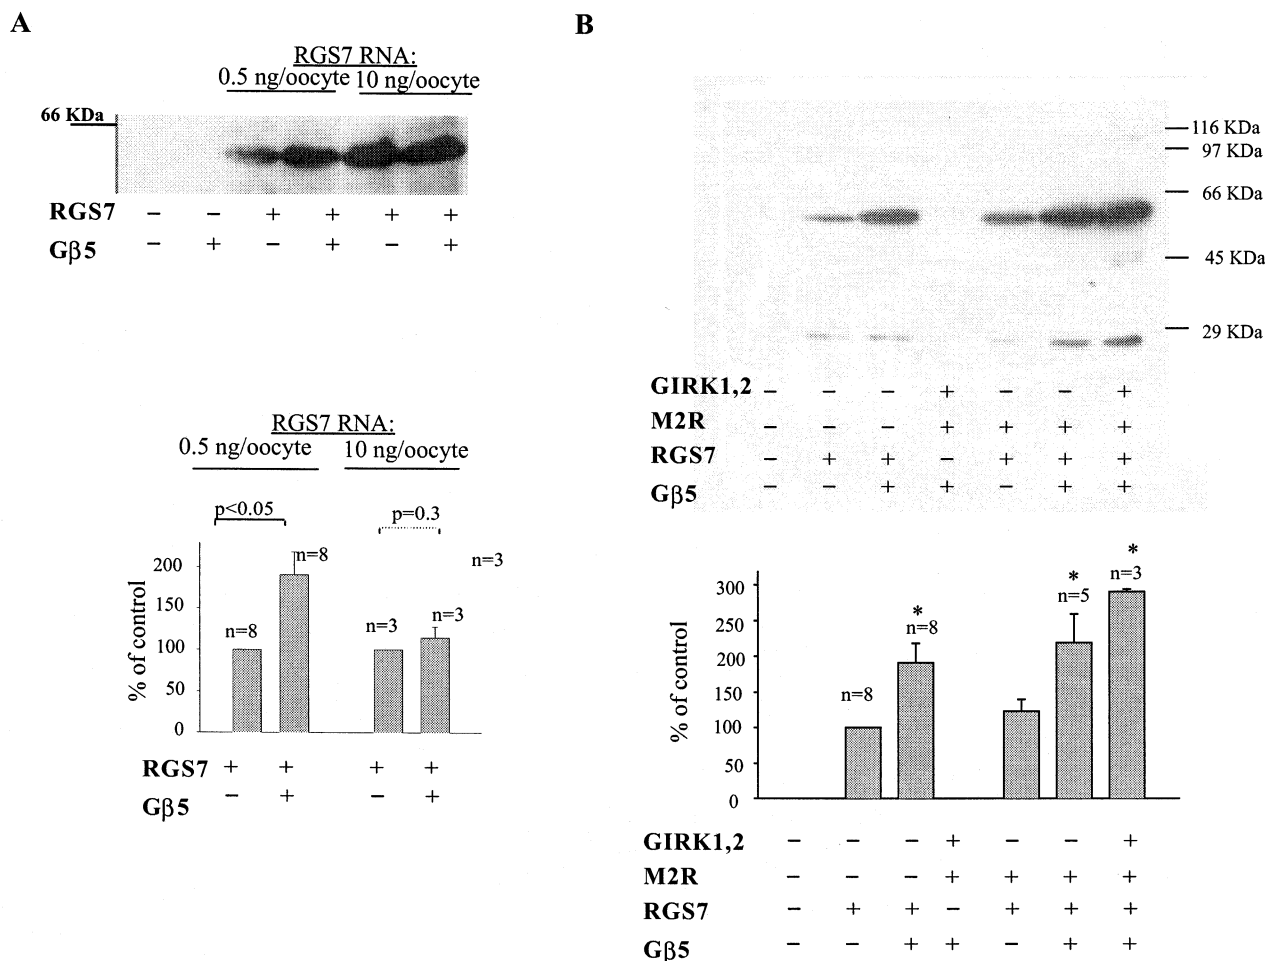 A
RGS7 RNA:
0.5 ng/oocyte 10 ng/oocyte
66 KDa
RGS7 − − + + + +
Gβ5 − + − + − +
RGS7 RNA:
0.5 ng/oocyte 10 ng/oocyte
p<0.05 p=0.3
n=8 n=3
n=8 n=3 n=3
% of control
200
150
100
50
0
RGS7 + + + +
Gβ5 − + − +
B
116 KDa
97 KDa
66 KDa
45 KDa
29 KDa
GIRK1,2 − − − + − − +
M2R − − − + + + +
RGS7 − + + − + + +
Gβ5 − − + + − + +
* * *
n=8 n=8 n=5 n=3
% of control
300
250
200
150
100
50
0
GIRK1,2 − − − + − − +
M2R − − − + + + +
RGS7 − + + − + + +
Gβ5 − − + + − + +